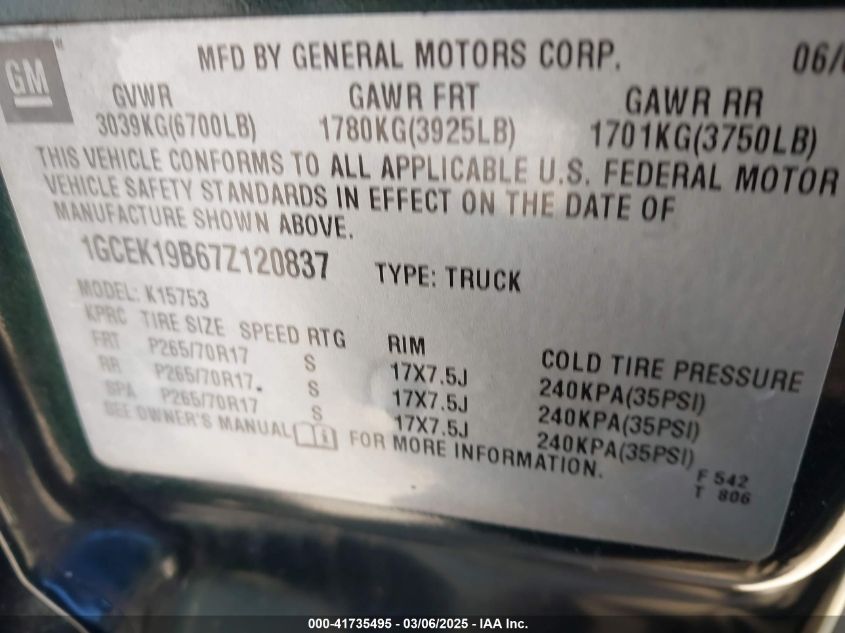 GM
MFD BY GENERAL MOTORS CORP. 06/
GVWR GAWR FRT GAWR RR
3039KG(6700LB) 1780KG(3925LB) 1701KG(3750LB)
THIS VEHICLE CONFORMS TO ALL APPLICABLE U.S. FEDERAL MOTOR
VEHICLE SAFETY STANDARDS IN EFFECT ON THE DATE OF
MANUFACTURE SHOWN ABOVE.
1GCEK19B67Z120837 TYPE: TRUCK
MODEL: K15753
KPRC TIRE SIZE SPEED RTG RIM COLD TIRE PRESSURE
FRT P265/70R17 S 17X7.5J 240KPA(35PSI)
RR P265/70R17 S 17X7.5J 240KPA(35PSI)
SPA P265/70R17 S 17X7.5J 240KPA(35PSI)
SEE OWNER'S MANUAL FOR MORE INFORMATION.
F 542
T 806
000-41735495 - 03/06/2025 - IAA Inc.